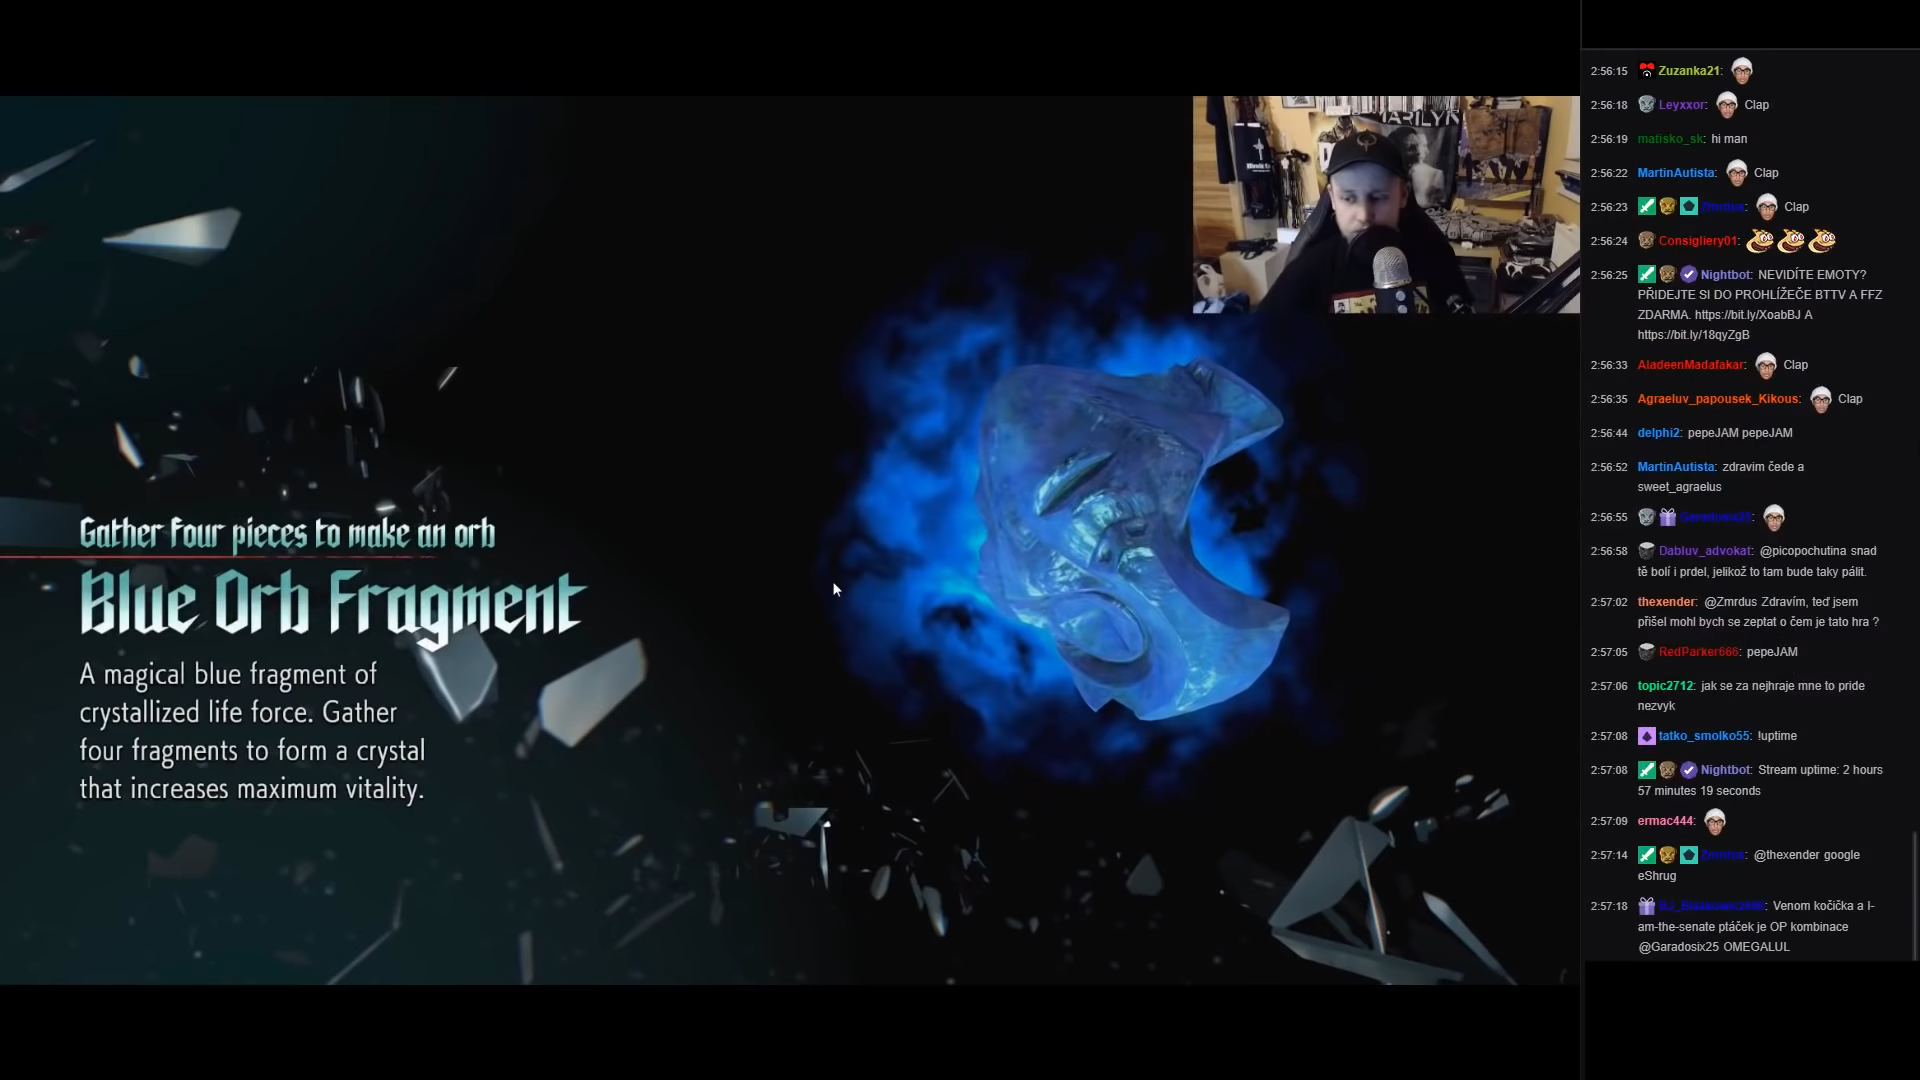 Gather four pieces to make an orb
Blue Orb Fragment
A magical blue fragment of
crystallized life force. Gather
four fragments to form a crystal
that increases maximum vitality.
MARILYN
2:56:15 Zuzanka21:
2:56:18 Leyxxor: Clap
2:56:19 matisko_sk: hi man
2:56:22 MartinAutista: Clap
2:56:23 Zmrdus: Clap
2:56:24 Consigliery01:
2:56:25 Nightbot: NEVIDÍTE EMOTY?
PŘIDEJTE SI DO PROHLÍŽEČE BTTV A FFZ
ZDARMA. https://bit.ly/XoabBJ A
https://bit.ly/18qyZgB
2:56:33 AladeenMadafakar: Clap
2:56:35 Agraeluv_papousek_Kikous: Clap
2:56:44 delphi2: pepeJAM pepeJAM
2:56:52 MartinAutista: zdravim čede a
sweet_agraelus
2:56:55 Garadosix25:
2:56:58 Dabluv_advokat: @picopochutina snad
tě bolí i prdel, jelikož to tam bude taky pálit.
2:57:02 thexender: @Zmrdus Zdravím, teď jsem
přišel mohl bych se zeptat o čem je tato hra ?
2:57:05 RedParker666: pepeJAM
2:57:06 topic2712: jak se za nejhraje mne to pride
nezvyk
2:57:08 tatko_smolko55: !uptime
2:57:08 Nightbot: Stream uptime: 2 hours
57 minutes 19 seconds
2:57:09 ermac444:
2:57:14 Zmrdus: @thexender google
eShrug
2:57:18 Venom kočička a I-
am-the-senate ptáček je OP kombinace
@Garadosix25 OMEGALUL